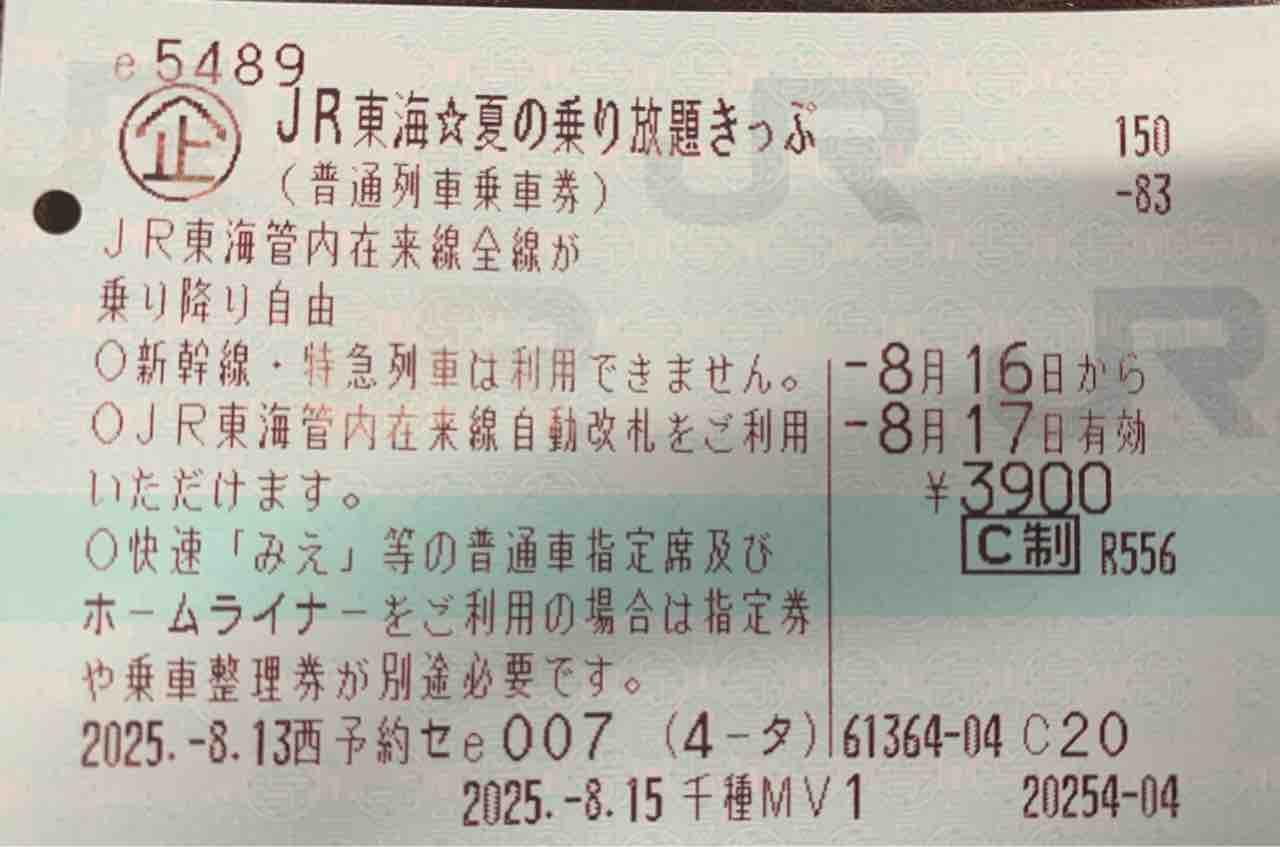 e5489
企 JR東海☆夏の乗り放題きっぷ 150
(普通列車乗車券) -83
JR東海管内在来線全線が
乗り降り自由
○新幹線・特急列車は利用できません。 -8月16日から
○JR東海管内在来線自動改札をご利用 -8月17日有効
いただけます。 ¥3900
○快速「みえ」等の普通車指定席及び C制 R556
ホームライナーをご利用の場合は指定券
や乗車整理券が別途必要です。
2025.-8.13西予約セe007 (4-タ) 61364-04 C20
2025.-8.15千種MV1 20254-04